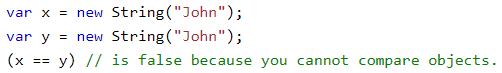 var x = new String("John");
var y = new String("John");
(x == y) // is false because you cannot compare objects.